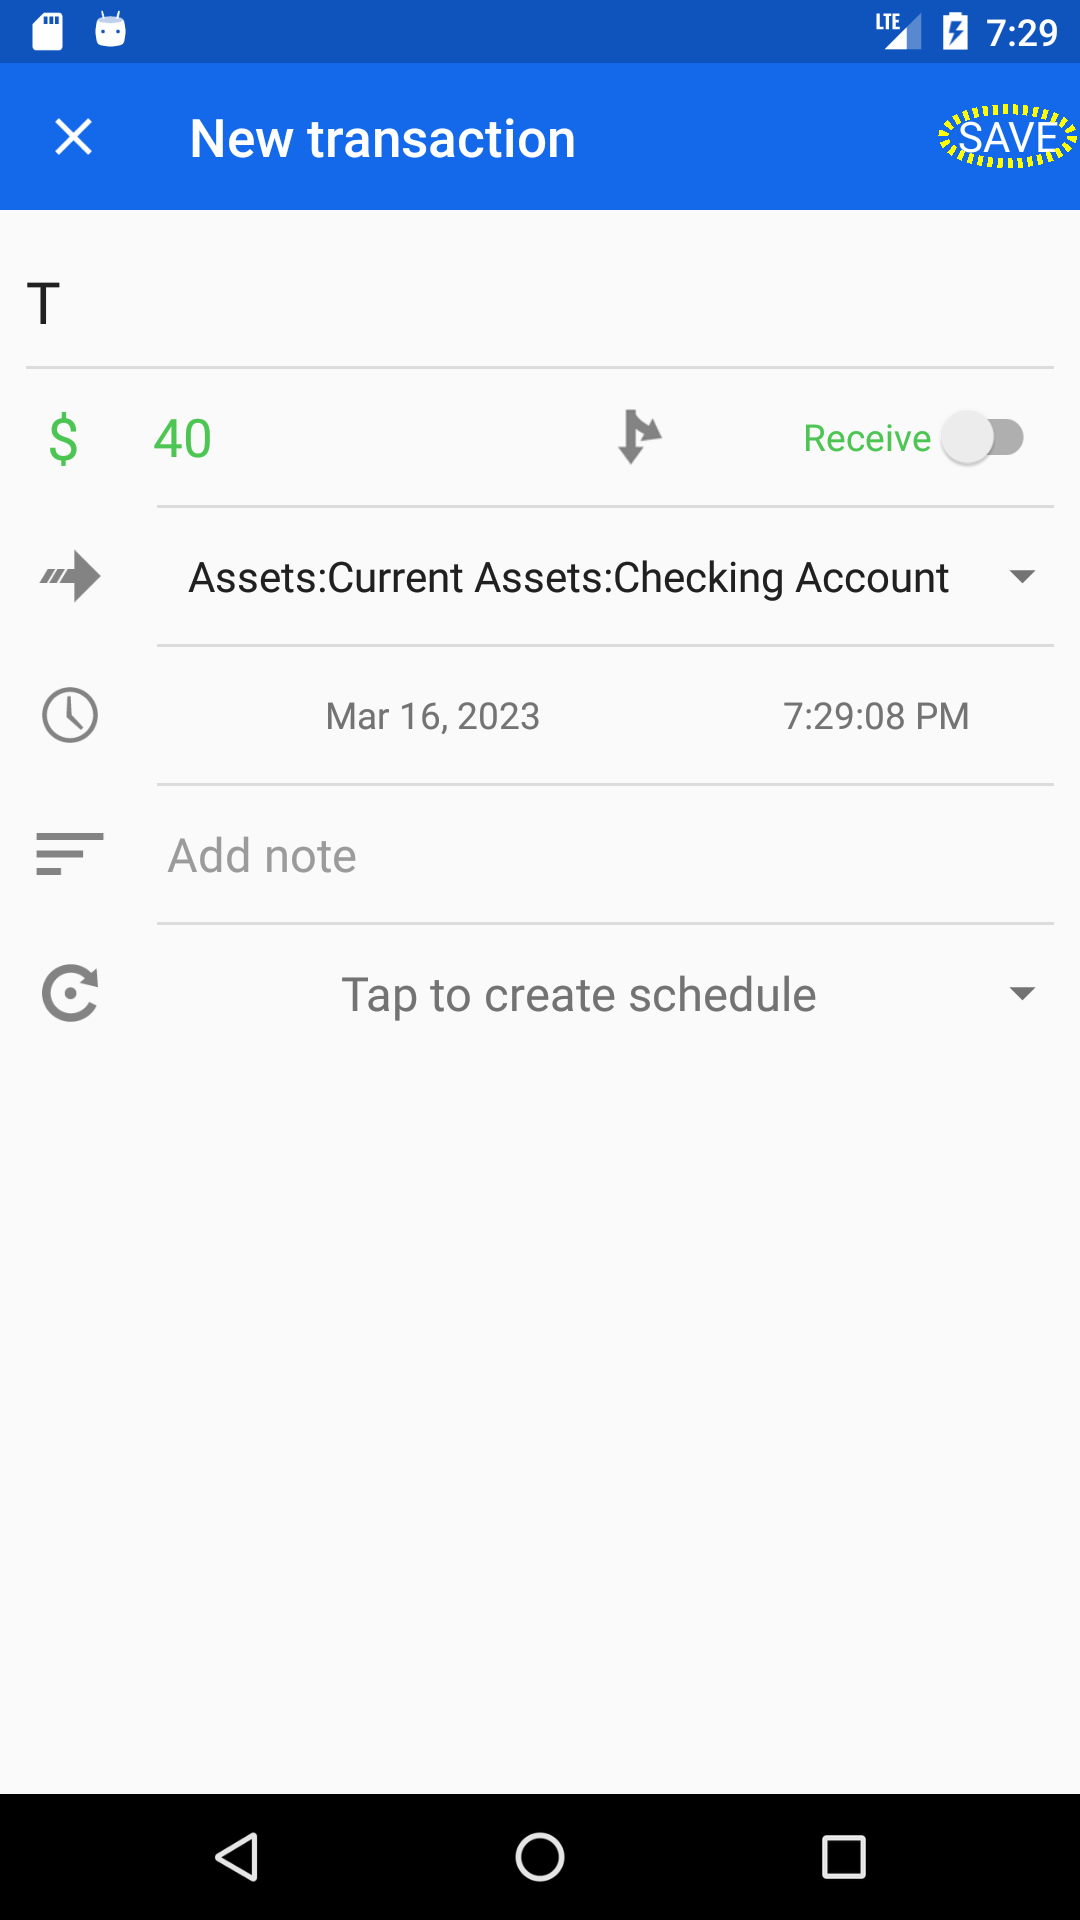 LTE 7:29
New transaction SAVE
T
$ 40 Receive
Assets:Current Assets:Checking Account
Mar 16, 2023 7:29:08 PM
Add note
Tap to create schedule